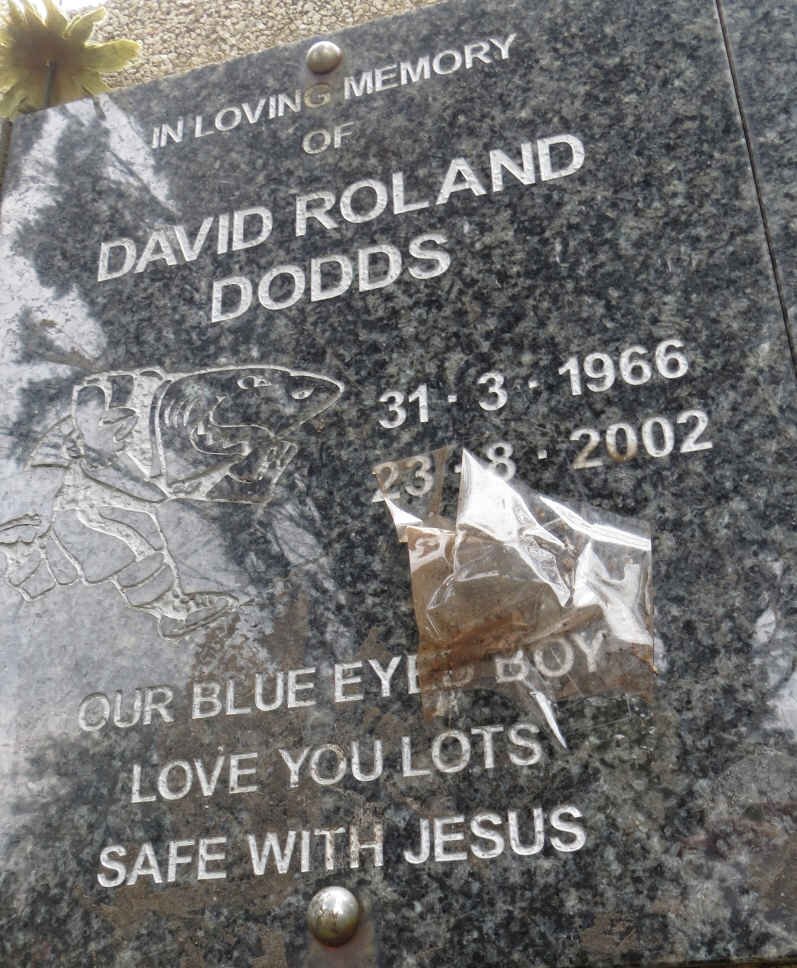 IN LOVING MEMORY
OF
DAVID ROLAND
DODDS
31 · 3 · 1966
23 · 8 · 2002
OUR BLUE EYED BOY
LOVE YOU LOTS
SAFE WITH JESUS